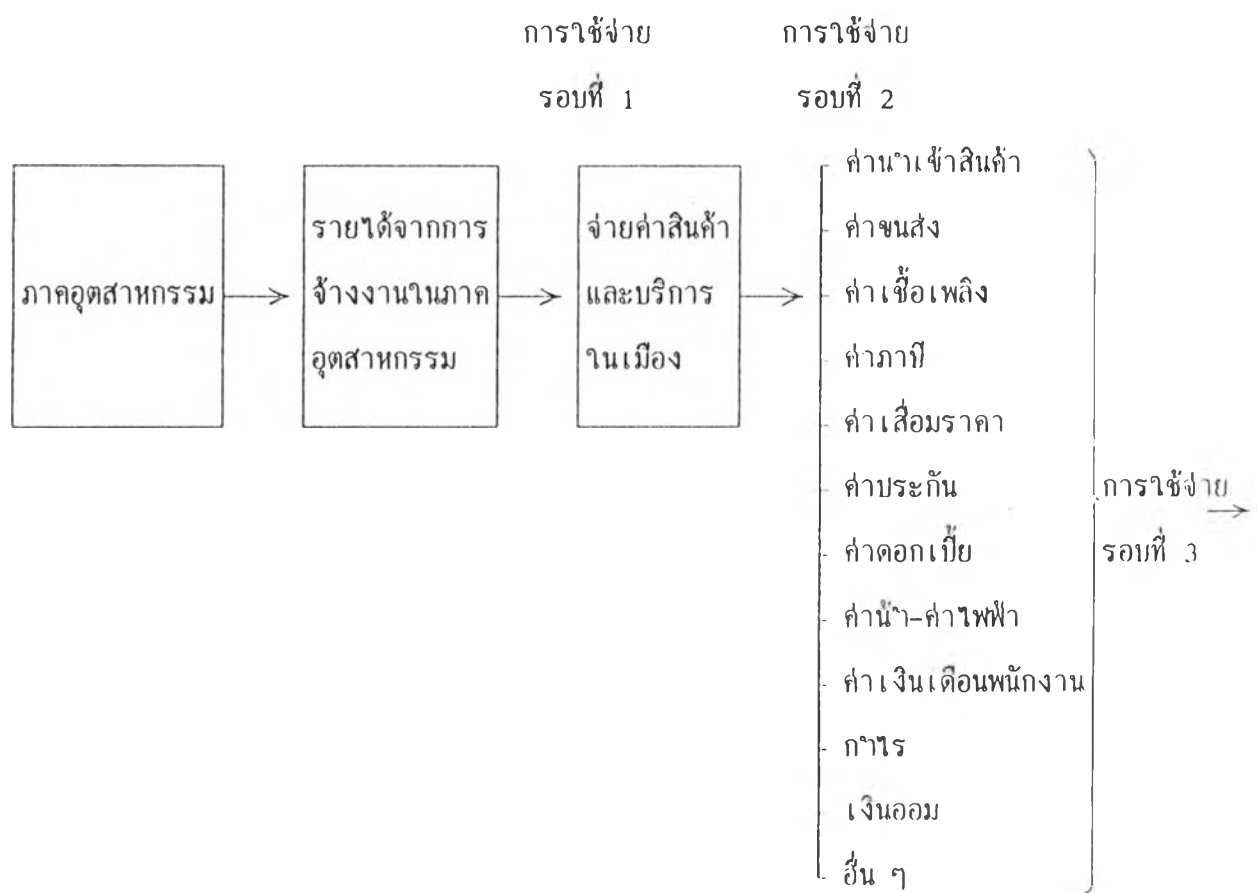 การใช้จ่าย
รอบที่ 1
การใช้จ่าย
รอบที่ 2
ภาคอุตสาหกรรม
รายได้จากการ
จ้างงานในภาค
อุตสาหกรรม
จ่ายค่าสินค้า
และบริการ
ในเมือง
- ค่านำเข้าสินค้า
- ค่าขนส่ง
- ค่าเชื้อเพลิง
- ค่าภาษี
- ค่าเสื่อมราคา
- ค่าประกัน
- ค่าดอกเบี้ย
- ค่าน้ำ-ค่าไฟฟ้า
- ค่าเงินเดือนพนักงาน
- กำไร
เงินออม
- อื่น ๆ
การใช้จ่าย
รอบที่ 3